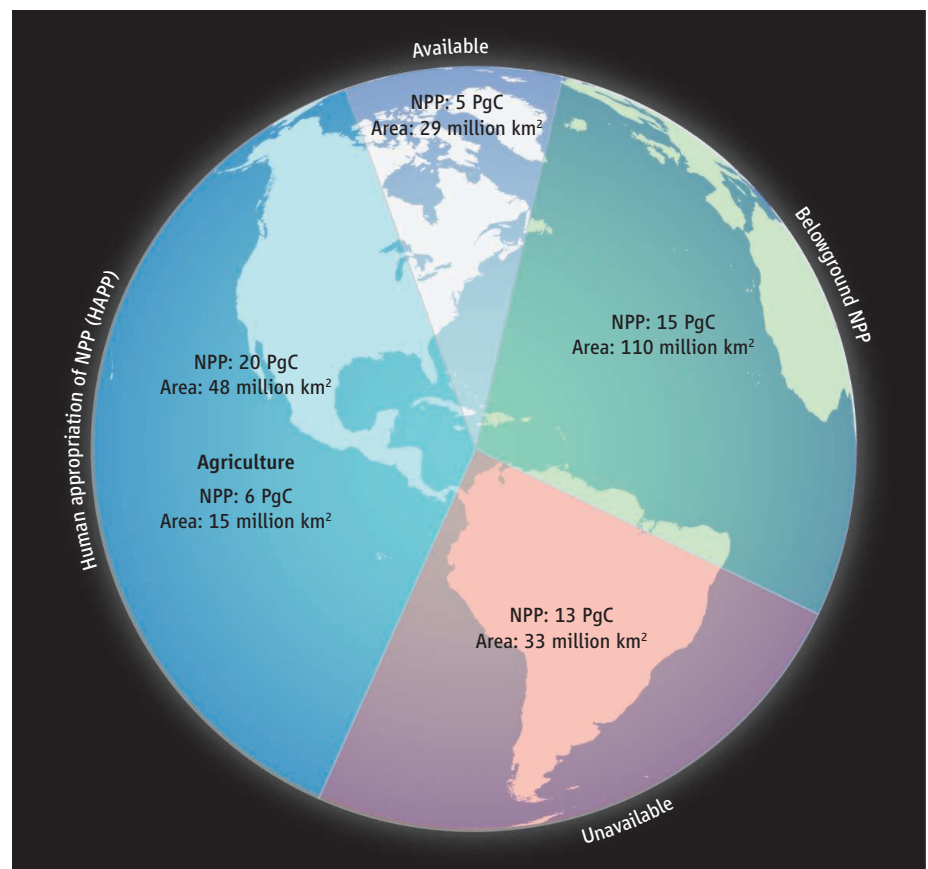 Available
NPP: 5 PgC
Area: 29 million km²
Belowground NPP
NPP: 15 PgC
Area: 110 million km²
Human appropriation of NPP (HAPP)
NPP: 20 PgC
Area: 48 million km²
Agriculture
NPP: 6 PgC
Area: 15 million km²
NPP: 13 PgC
Area: 33 million km²
Unavailable